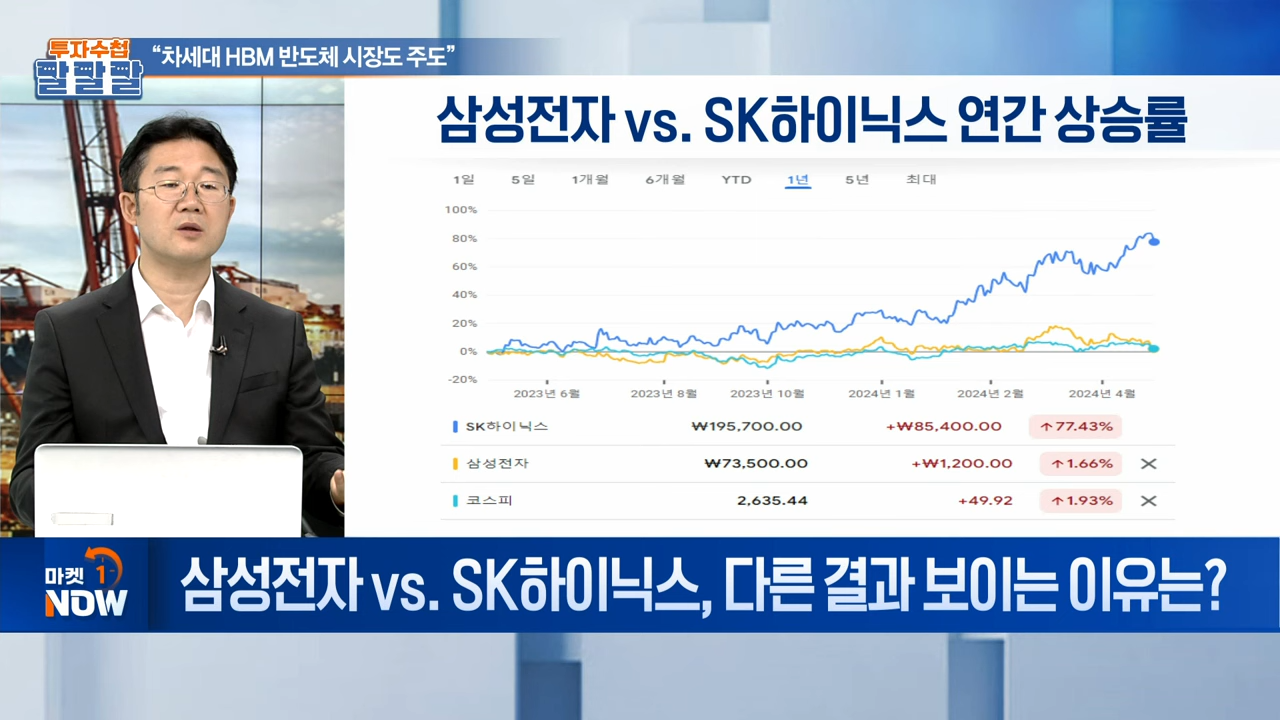 투자수첩
팔팔팔
“차세대 HBM 반도체 시장도 주도”
삼성전자 vs. SK하이닉스 연간 상승률
1일 5일 1개월 6개월 YTD 1년 5년 최대
100%
80%
60%
40%
20%
0%
-20%
2023년 6월 2023년 8월 2023년 10월 2024년 1월 2024년 2월 2024년 4월
SK하이닉스 ₩195,700.00 +₩85,400.00 ↑77.43%
삼성전자 ₩73,500.00 +₩1,200.00 ↑1.66% ×
코스피 2,635.44 +49.92 ↑1.93% ×
마켓 1
NOW
삼성전자 vs. SK하이닉스, 다른 결과 보이는 이유는?